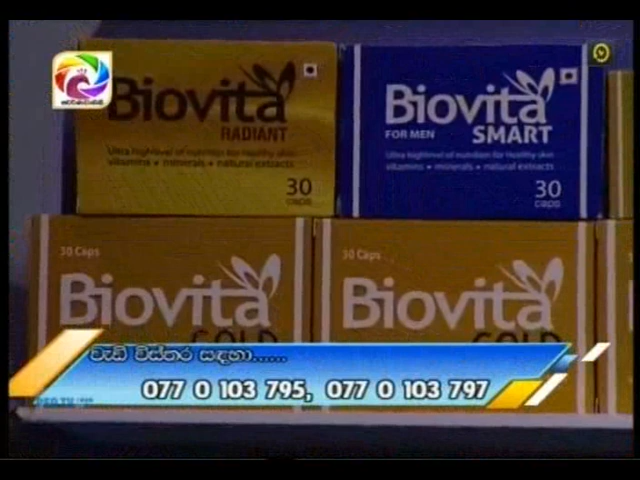 Biovita
RADIANT
Ultra highlevel of nutrition for healthy skin
vitamins • minerals • natural extracts
30
caps
Biovita
FOR MEN SMART
Ultra highlevel of nutrition for healthy skin
vitamins • minerals • natural extracts
30
caps
30 Caps
Biovita
GOLD
30 Caps
Biovita
GOLD
වැඩි විස්තර සඳහා......
077 0 103 795, 077 0 103 797